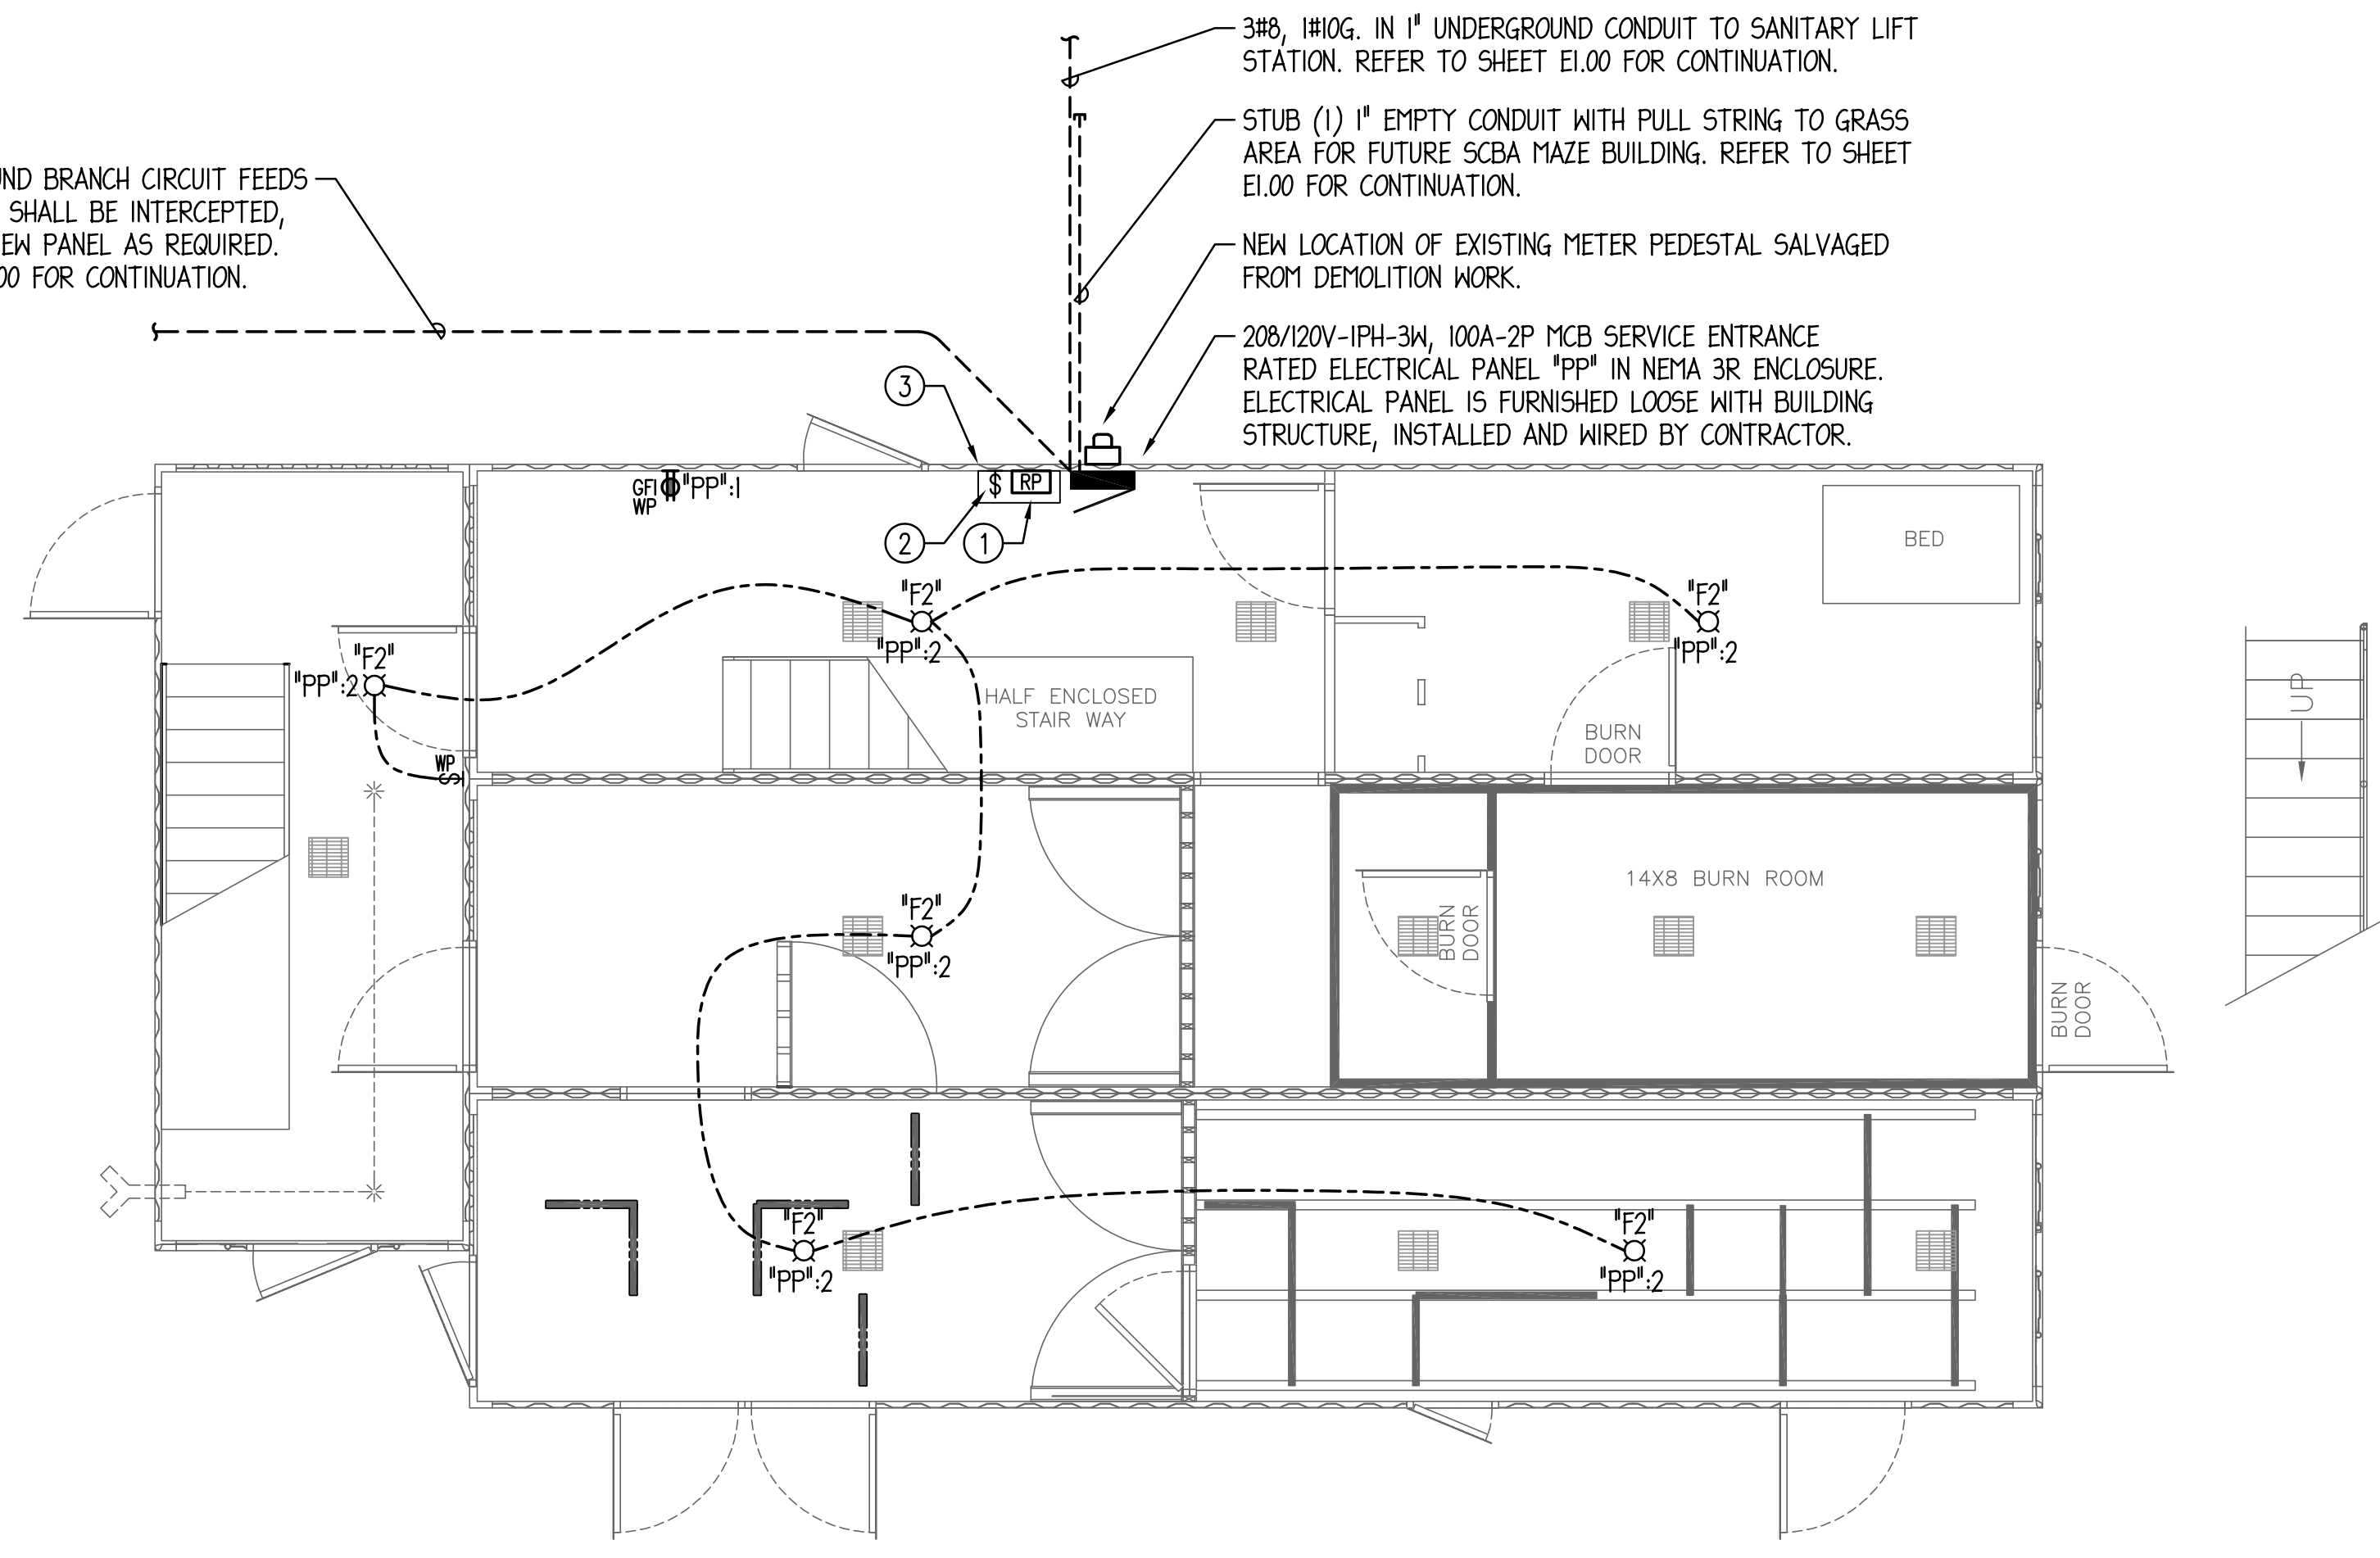 3#8, 1#10G. IN 1" UNDERGROUND CONDUIT TO SANITARY LIFT
STATION. REFER TO SHEET E1.00 FOR CONTINUATION.
STUB (1) 1" EMPTY CONDUIT WITH PULL STRING TO GRASS
AREA FOR FUTURE SCBA MAZE BUILDING. REFER TO SHEET
E1.00 FOR CONTINUATION.
BRANCH CIRCUIT FEEDS
SHALL BE INTERCEPTED,
PANEL AS REQUIRED.
FOR CONTINUATION.
NEW LOCATION OF EXISTING METER PEDESTAL SALVAGED
FROM DEMOLITION WORK.
208/120V-1PH-3W, 100A-2P MCB SERVICE ENTRANCE
RATED ELECTRICAL PANEL "PP" IN NEMA 3R ENCLOSURE.
ELECTRICAL PANEL IS FURNISHED LOOSE WITH BUILDING
STRUCTURE, INSTALLED AND WIRED BY CONTRACTOR.
3
GFI
WP
"PP":1
$
RP
2
1
BED
"F2"
"PP":2
"F2"
"PP":2
"F2"
"PP":2
HALF ENCLOSED
STAIR WAY
BURN
DOOR
UP
WP
S
14X8 BURN ROOM
"F2"
"PP":2
BURN
DOOR
BURN
DOOR
"F2"
"PP":2
"F2"
"PP":2